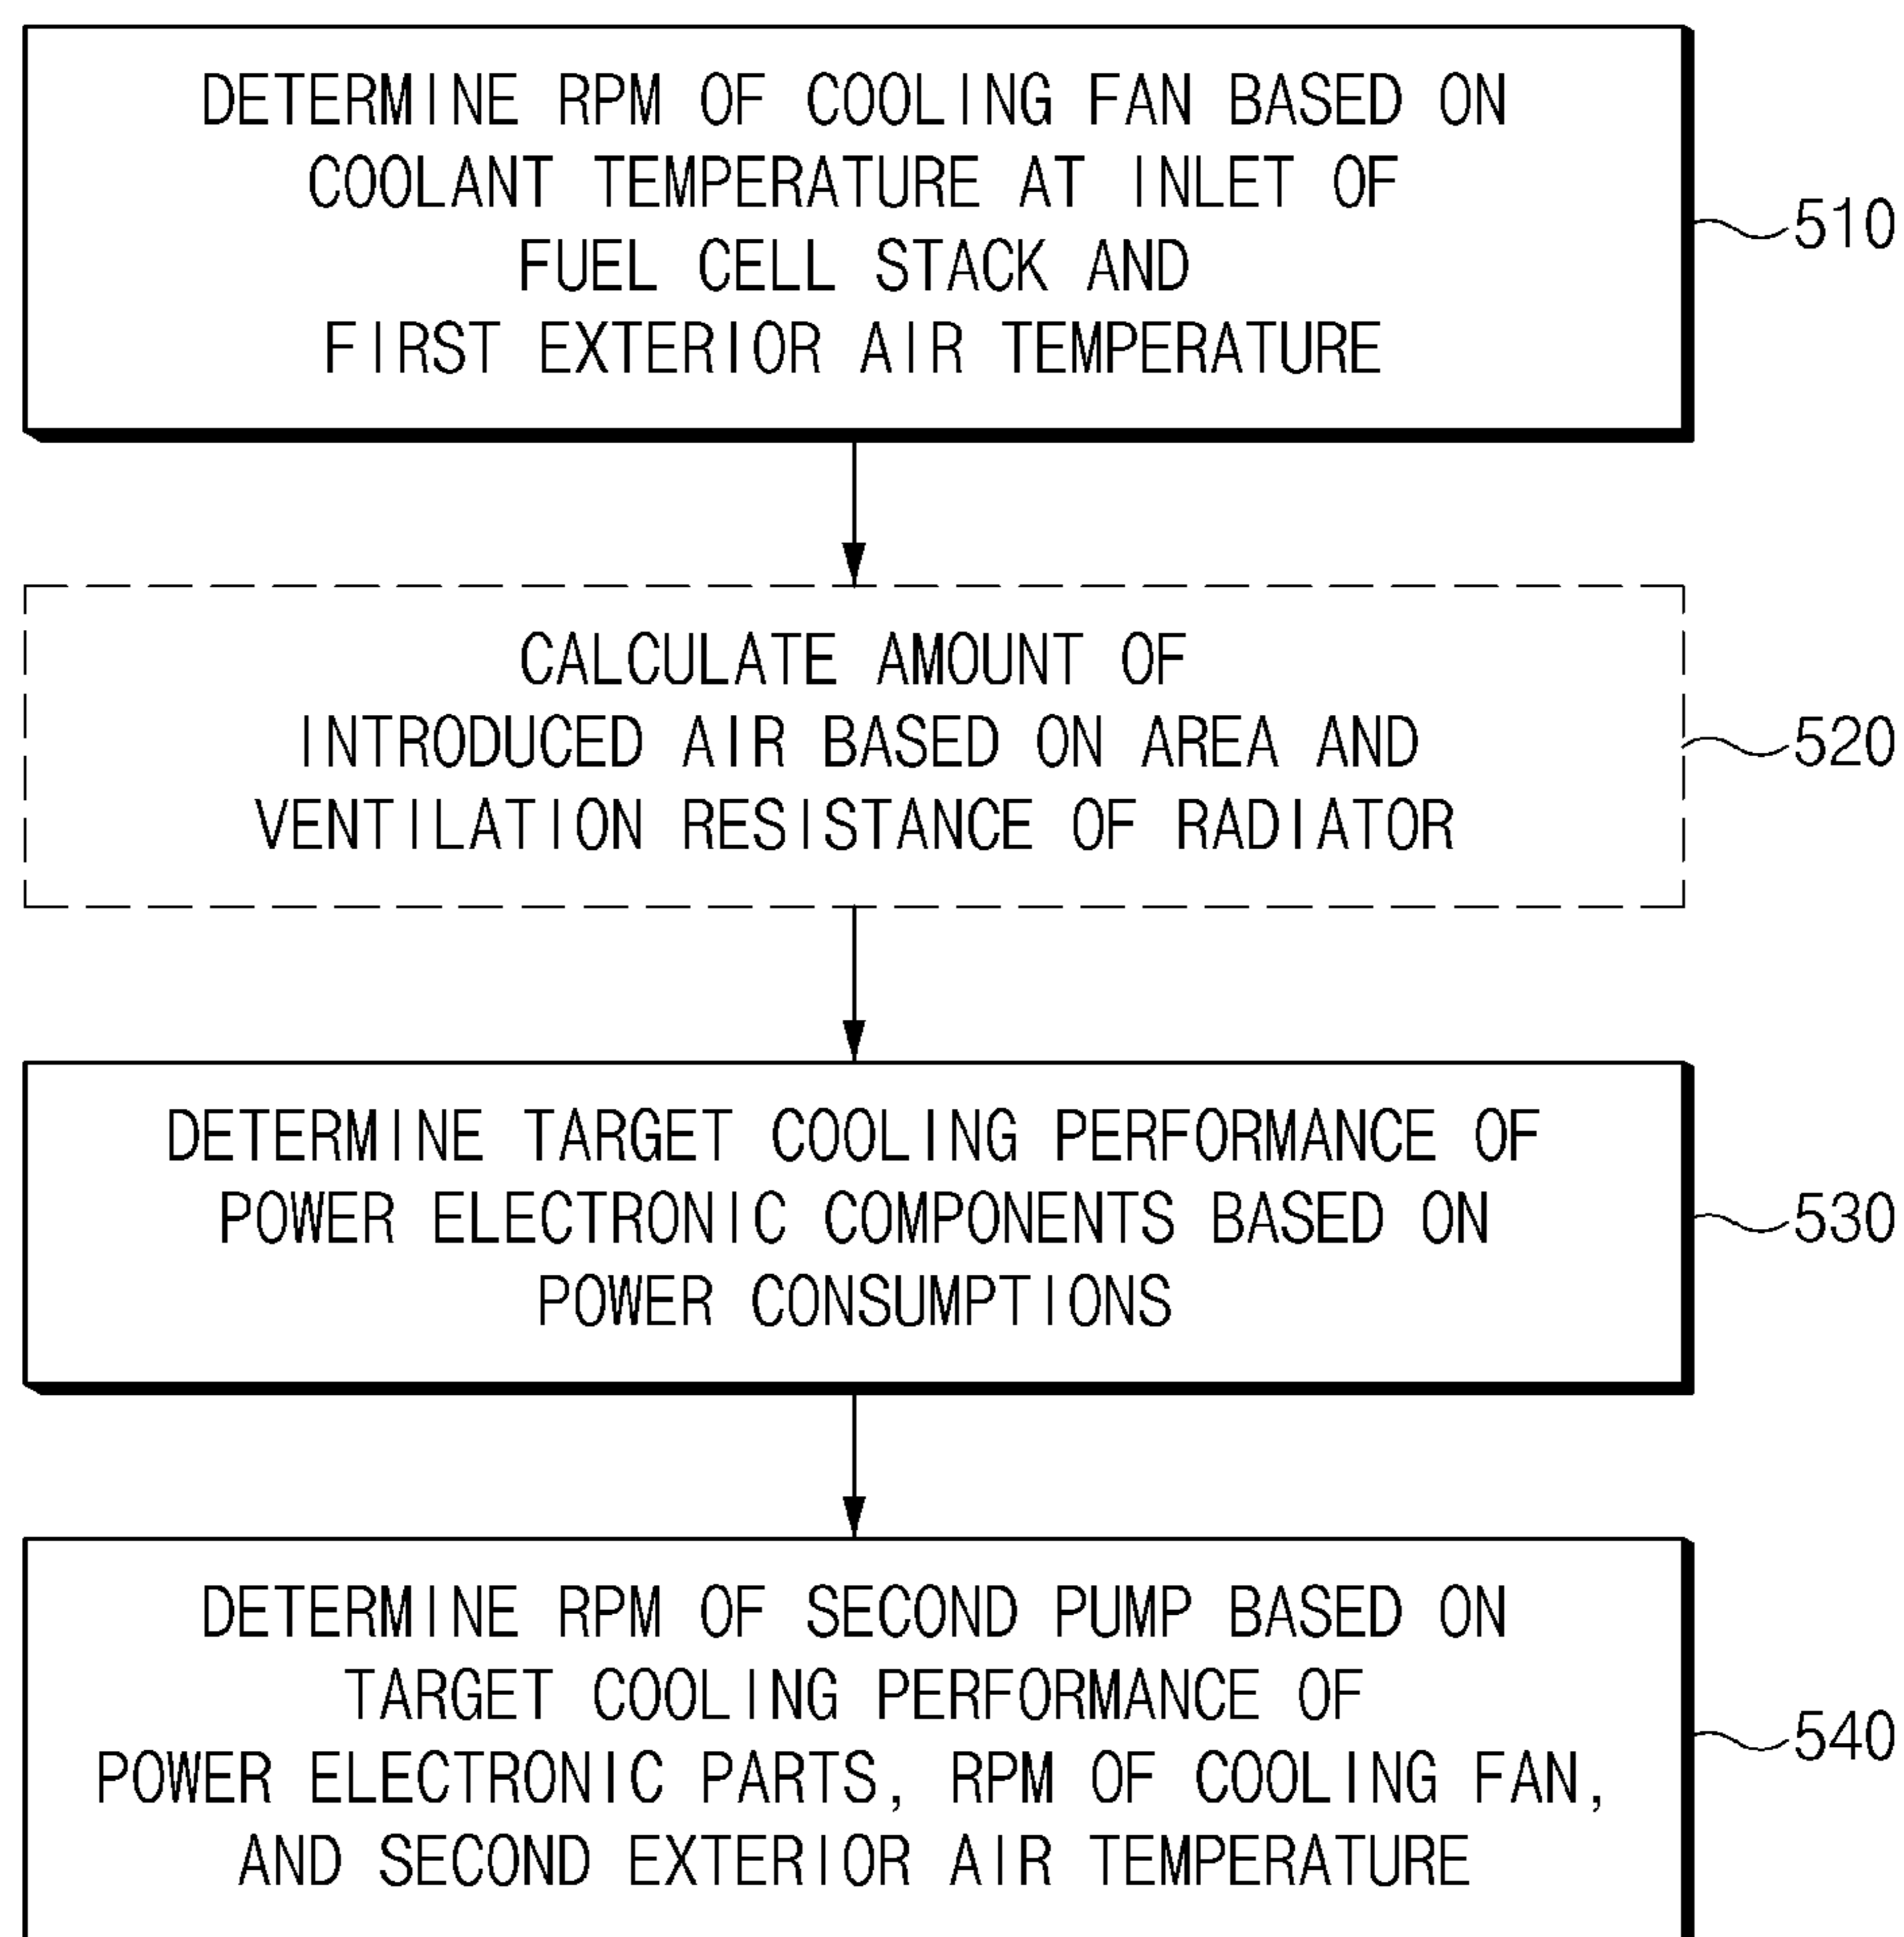 DETERMINE RPM OF COOLING FAN BASED ON
COOLANT TEMPERATURE AT INLET OF
FUEL CELL STACK AND
FIRST EXTERIOR AIR TEMPERATURE
510
CALCULATE AMOUNT OF
INTRODUCED AIR BASED ON AREA AND
VENTILATION RESISTANCE OF RADIATOR
520
DETERMINE TARGET COOLING PERFORMANCE OF
POWER ELECTRONIC COMPONENTS BASED ON
POWER CONSUMPTIONS
530
DETERMINE RPM OF SECOND PUMP BASED ON
TARGET COOLING PERFORMANCE OF
POWER ELECTRONIC PARTS, RPM OF COOLING FAN,
AND SECOND EXTERIOR AIR TEMPERATURE
540